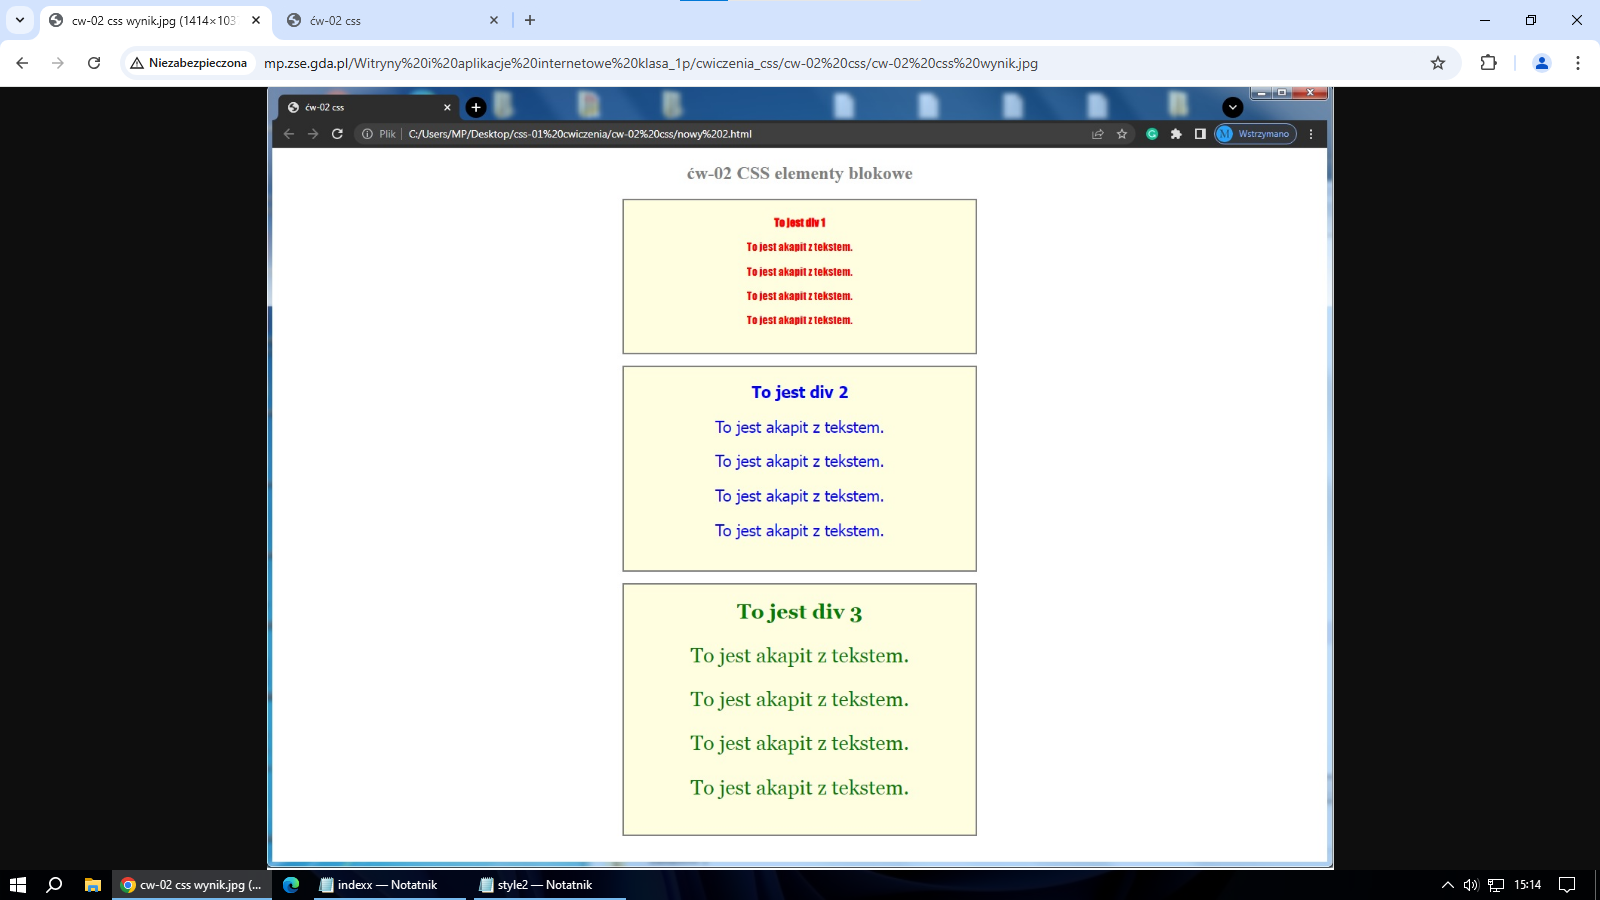 cw-02 css wynik.jpg (1414×103
ćw-02 css
Niezabezpieczona
mp.zse.gda.pl/Witryny%20i%20aplikacje%20internetowe%20klasa_1p/cwiczenia_css/cw-02%20css/cw-02%20css%20wynik.jpg
ćw-02 css
Plik
C:/Users/MP/Desktop/css-01%20cwiczenia/cw-02%20css/nowy%202.html
M Wstrzymano
ćw-02 CSS elementy blokowe
To jest div 1
To jest akapit z tekstem.
To jest akapit z tekstem.
To jest akapit z tekstem.
To jest akapit z tekstem.
To jest div 2
To jest akapit z tekstem.
To jest akapit z tekstem.
To jest akapit z tekstem.
To jest akapit z tekstem.
To jest div 3
To jest akapit z tekstem.
To jest akapit z tekstem.
To jest akapit z tekstem.
To jest akapit z tekstem.
cw-02 css wynik.jpg (...
indexx — Notatnik
style2 — Notatnik
15:14